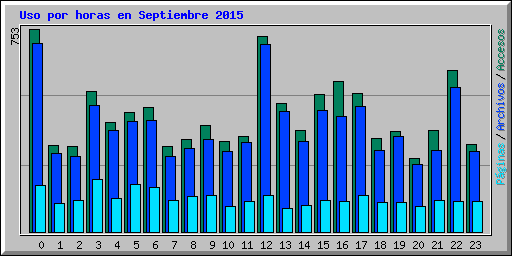 Uso por horas en Septiembre 2015
753
Páginas / Archivos / Accesos
0 1 2 3 4 5 6 7 8 9 10 11 12 13 14 15 16 17 18 19 20 21 22 23